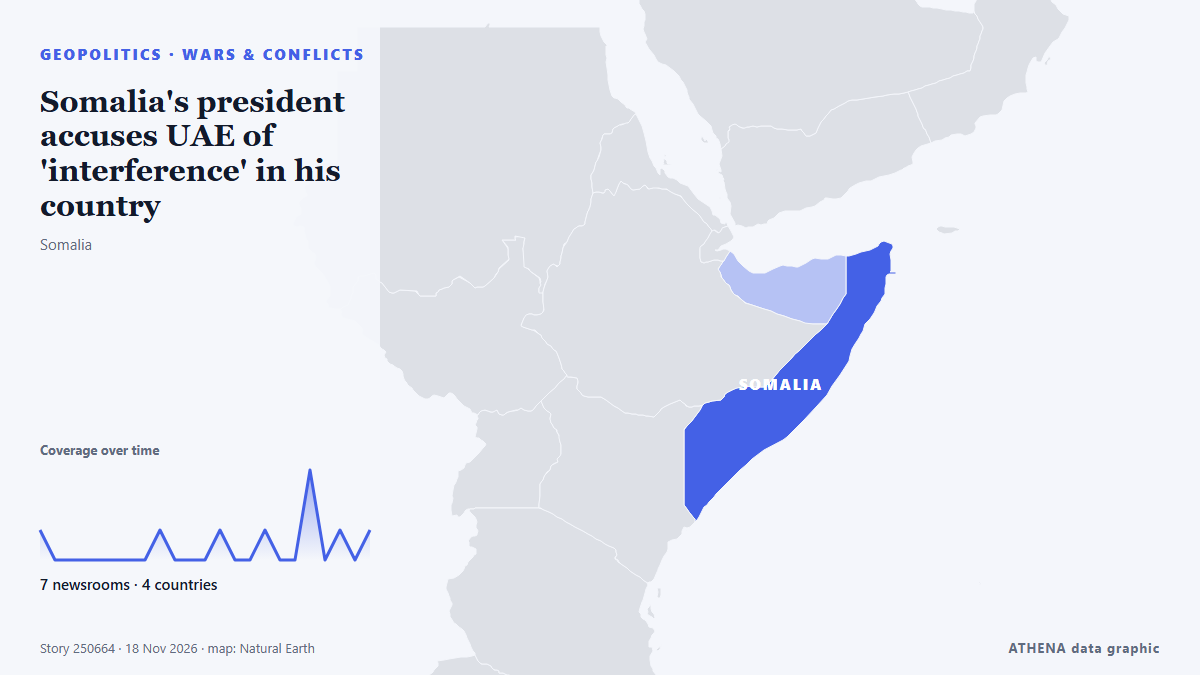 GEOPOLITICS · WARS & CONFLICTS
Somalia's president
accuses UAE of
'interference' in his
country
Somalia
SOMALIA
Coverage over time
7 newsrooms · 4 countries
Story 250664 · 18 Nov 2026 · map: Natural Earth
ATHENA data graphic